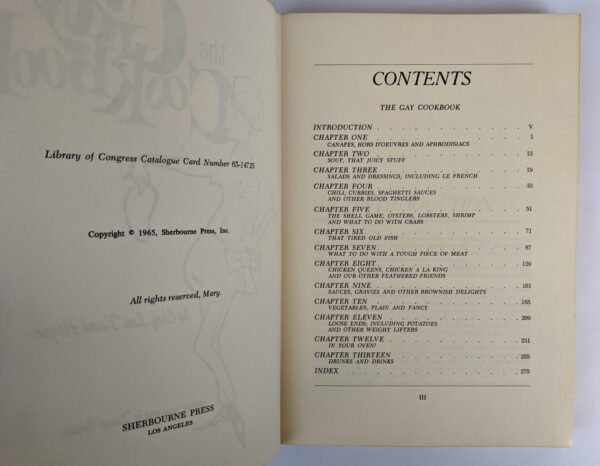 Library of Congress Catalogue Card Number 65-14725
Copyright © 1965, Sherbourne Press, Inc.
All rights reserved, Mary.
SHERBOURNE PRESS
LOS ANGELES
CONTENTS
THE GAY COOKBOOK
INTRODUCTION . . . . . . . . . . . . V
CHAPTER ONE . . . . . . . . . . . . 1
CANAPES, HORS D'OEUVRES AND APHRODISIACS
CHAPTER TWO . . . . . . . . . . . . 13
SOUP, THAT JUICY STUFF
CHAPTER THREE . . . . . . . . . . . . 19
SALADS AND DRESSINGS; INCLUDING LE FRENCH
CHAPTER FOUR . . . . . . . . . . . . 33
CHILI, CURRIES, SPAGHETTI SAUCES
AND OTHER BLOOD TINGLERS
CHAPTER FIVE . . . . . . . . . . . . 51
THE SHELL GAME, OYSTERS, LOBSTERS, SHRIMP
AND WHAT TO DO WITH CRABS
CHAPTER SIX . . . . . . . . . . . . 71
THAT TIRED OLD FISH
CHAPTER SEVEN . . . . . . . . . . . . 87
WHAT TO DO WITH A TOUGH PIECE OF MEAT
CHAPTER EIGHT . . . . . . . . . . . . 129
CHICKEN QUEENS, CHICKEN A LA KING
AND OUR OTHER FEATHERED FRIENDS
CHAPTER NINE . . . . . . . . . . . . 161
SAUCES, GRAVIES AND OTHER BROWNISH DELIGHTS
CHAPTER TEN . . . . . . . . . . . . 185
VEGETABLES; PLAIN AND FANCY
CHAPTER ELEVEN . . . . . . . . . . . . 209
LOOSE ENDS; INCLUDING POTATOES
AND OTHER WEIGHT LIFTERS
CHAPTER TWELVE . . . . . . . . . . . . 231
IN YOUR OVEN!
CHAPTER THIRTEEN . . . . . . . . . . . . 255
DRUNKS AND DRINKS
INDEX . . . . . . . . . . . . 275
III